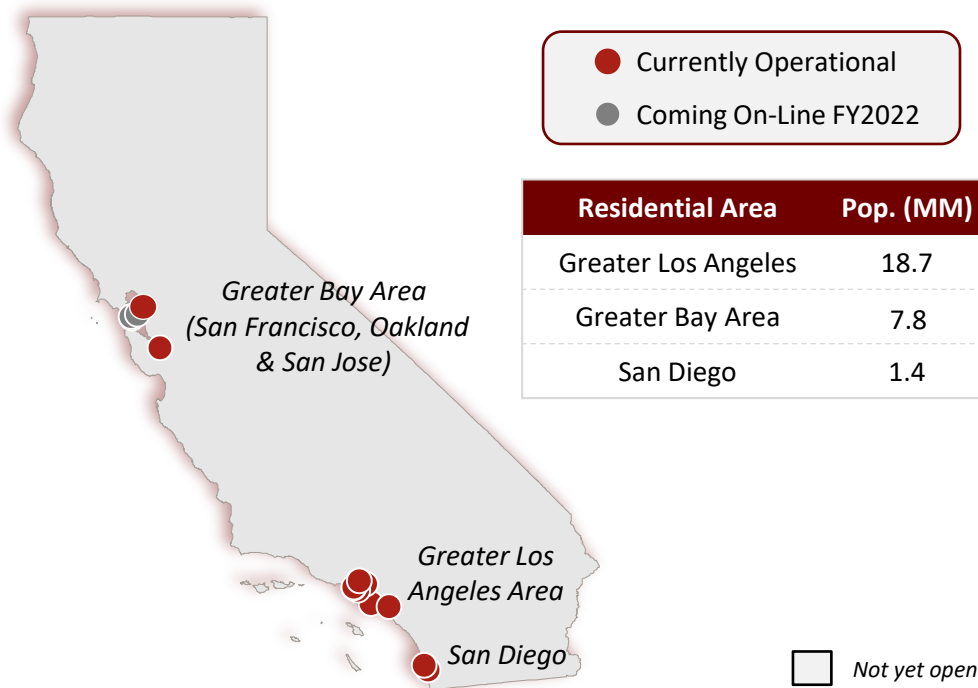 Currently Operational
Coming On-Line FY2022
Residential Area Pop. (MM)
Greater Los Angeles 18.7
Greater Bay Area 7.8
San Diego 1.4
Greater Bay Area
(San Francisco, Oakland
& San Jose)
Greater Los
Angeles Area
San Diego
Not yet open